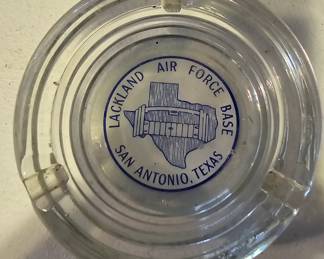 LACKLAND AIR FORCE BASE
SAN ANTONIO, TEXAS